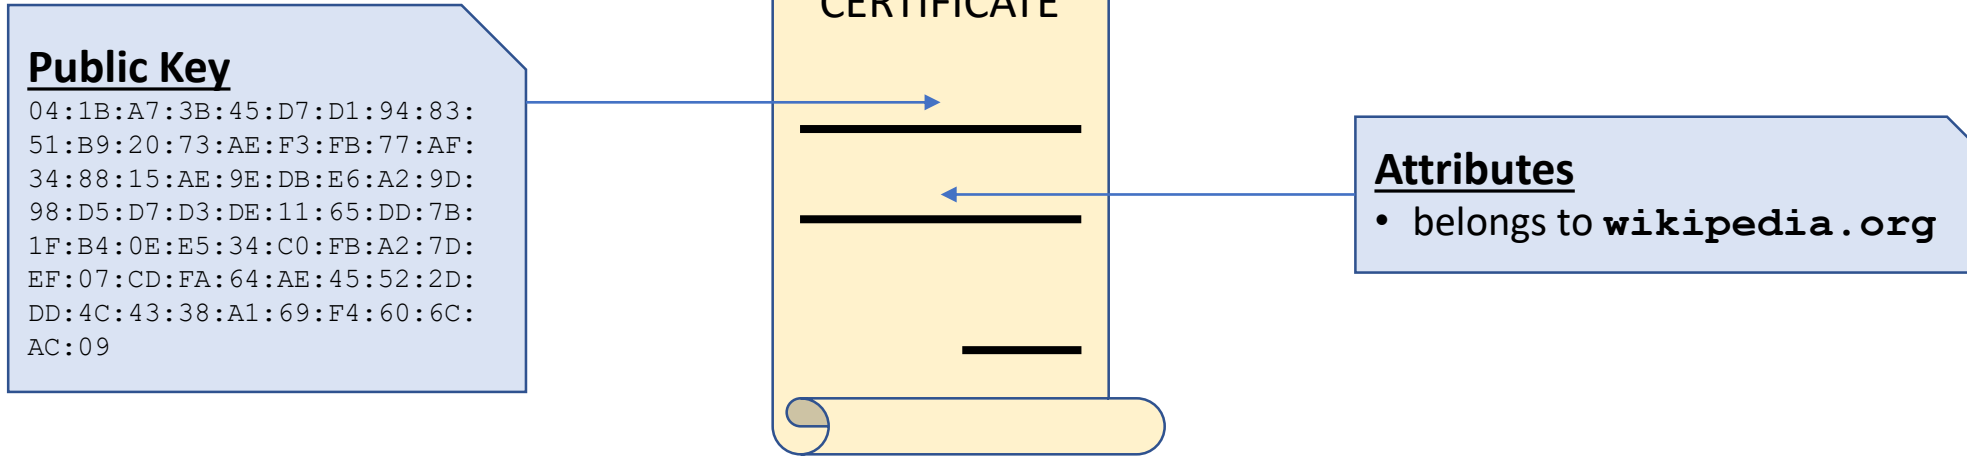 CERTIFICATE
Public Key
04:1B:A7:3B:45:D7:D1:94:83:
51:B9:20:73:AE:F3:FB:77:AF:
34:88:15:AE:9E:DB:E6:A2:9D:
98:D5:D7:D3:DE:11:65:DD:7B:
1F:B4:0E:E5:34:C0:FB:A2:7D:
EF:07:CD:FA:64:AE:45:52:2D:
DD:4C:43:38:A1:69:F4:60:6C:
AC:09
Attributes
• belongs to wikipedia.org